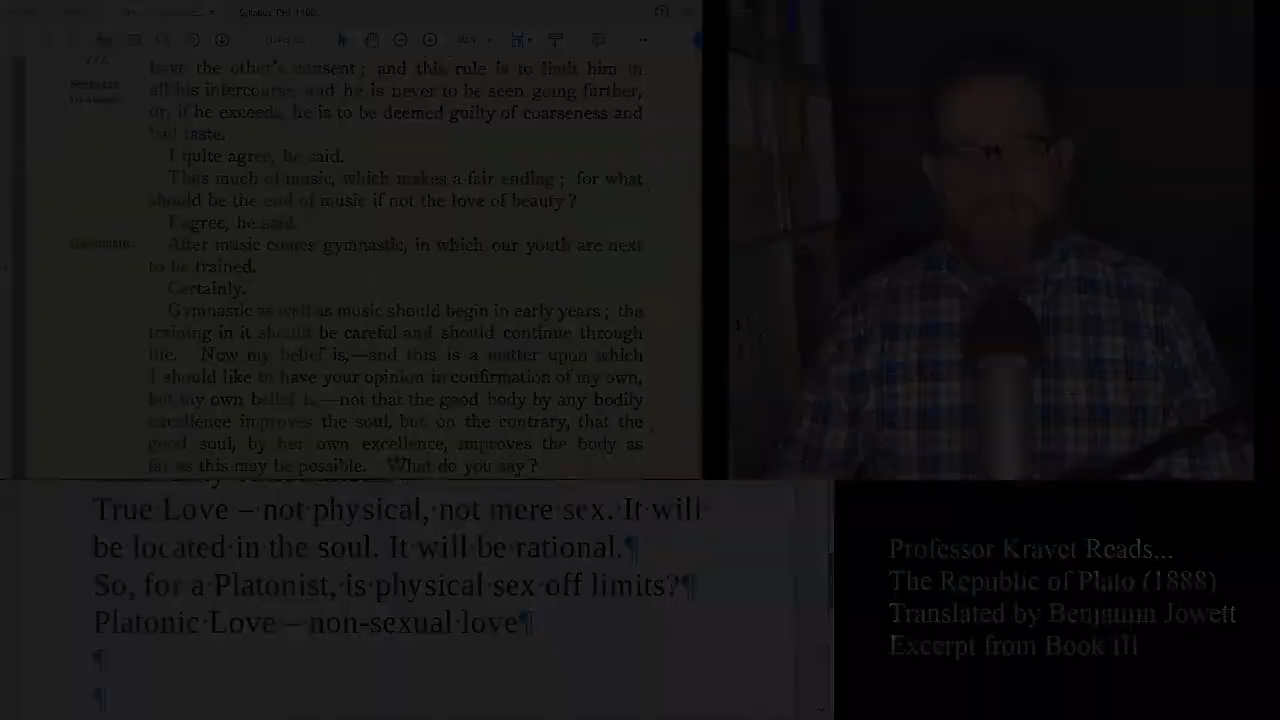 Syllabus PHI 1100
have the other's consent; and this rule is to limit him in
all his intercourse, and he is never to be seen going further,
or, if he exceeds, he is to be deemed guilty of coarseness and
bad taste.
I quite agree, he said.
Thus much of music, which makes a fair ending; for what
should be the end of music if not the love of beauty?
I agree, he said.
Gymnastic.
After music comes gymnastic, in which our youth are next
to be trained.
Certainly.
Gymnastic as well as music should begin in early years; the
training in it should be careful and should continue through
life. Now my belief is,—and this is a matter upon which
I should like to have your opinion in confirmation of my own,
but my own belief is,—not that the good body by any bodily
excellence improves the soul, but, on the contrary, that the
good soul, by her own excellence, improves the body as
far as this may be possible. What do you say?
True Love – not physical, not mere sex. It will
be located in the soul. It will be rational.¶
So, for a Platonist, is physical sex off limits?¶
Platonic Love – non-sexual love¶
¶
¶
Professor Kravet Reads...
The Republic of Plato (1888)
Translated by Benjamin Jowett
Excerpt from Book III